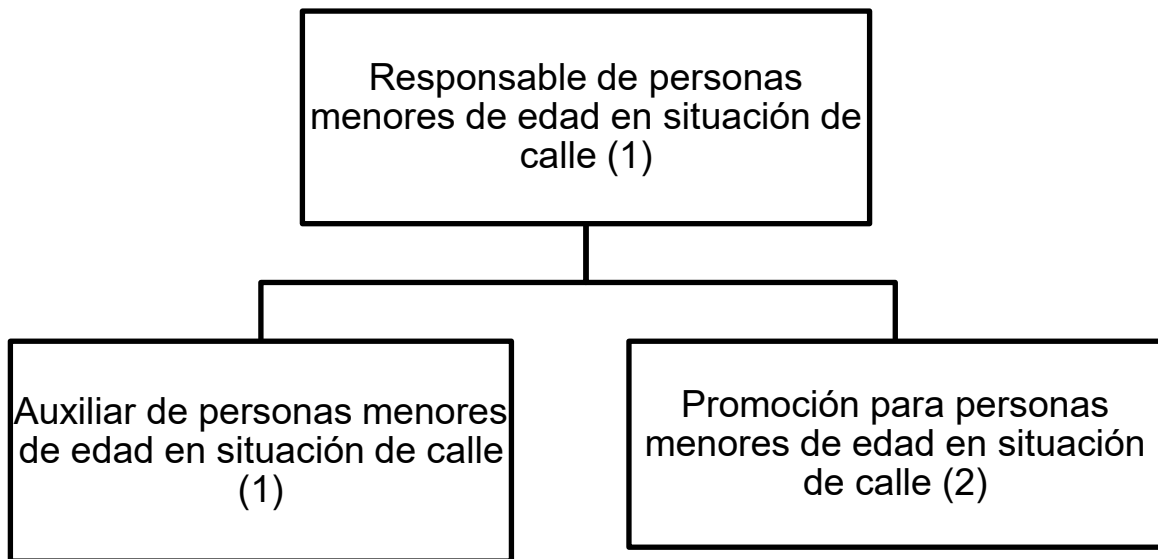 Responsable de personas
menores de edad en situación de
calle (1)
Auxiliar de personas menores
de edad en situación de calle
(1)
Promoción para personas
menores de edad en situación
de calle (2)